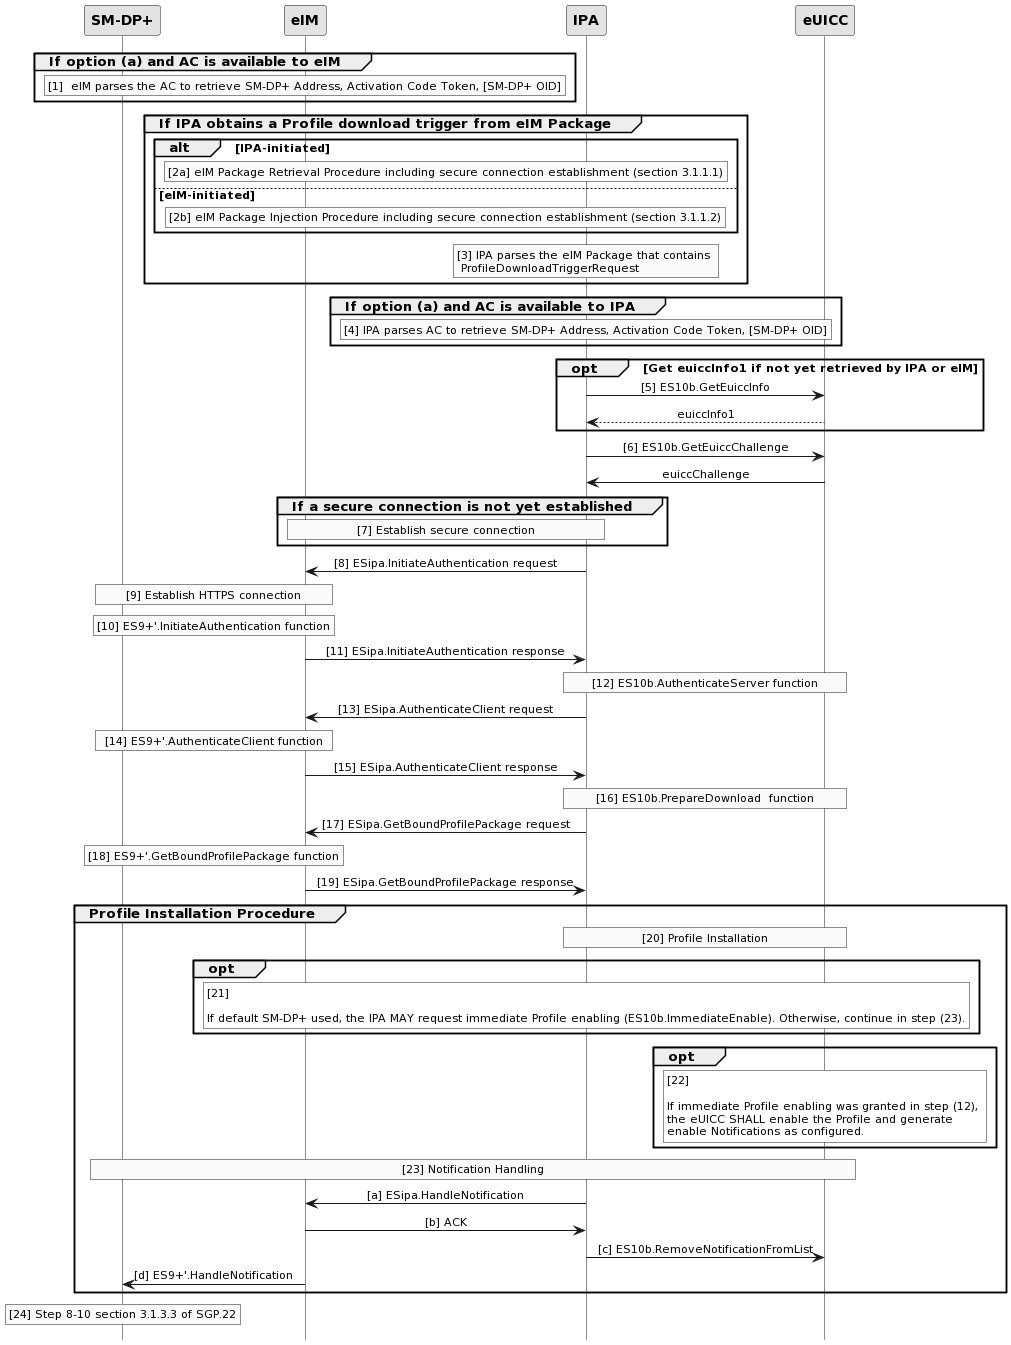 SM-DP+ eIM IPA eUICC
If option (a) and AC is available to eIM
[1] eIM parses the AC to retrieve SM-DP+ Address, Activation Code Token, [SM-DP+ OID]
If IPA obtains a Profile download trigger from eIM Package
alt [IPA-initiated]
[2a] eIM Package Retrieval Procedure including secure connection establishment (section 3.1.1.1)
[eIM-initiated]
[2b] eIM Package Injection Procedure including secure connection establishment (section 3.1.1.2)
[3] IPA parses the eIM Package that contains
ProfileDownloadTriggerRequest
If option (a) and AC is available to IPA
[4] IPA parses AC to retrieve SM-DP+ Address, Activation Code Token, [SM-DP+ OID]
opt [Get euiccInfo1 if not yet retrieved by IPA or eIM]
[5] ES10b.GetEuiccInfo
euiccInfo1
[6] ES10b.GetEuiccChallenge
euiccChallenge
If a secure connection is not yet established
[7] Establish secure connection
[8] ESipa.InitiateAuthentication request
[9] Establish HTTPS connection
[10] ES9+'.InitiateAuthentication function
[11] ESipa.InitiateAuthentication response
[12] ES10b.AuthenticateServer function
[13] ESipa.AuthenticateClient request
[14] ES9+'.AuthenticateClient function
[15] ESipa.AuthenticateClient response
[16] ES10b.PrepareDownload function
[17] ESipa.GetBoundProfilePackage request
[18] ES9+'.GetBoundProfilePackage function
[19] ESipa.GetBoundProfilePackage response
Profile Installation Procedure
[20] Profile Installation
opt
[21]
If default SM-DP+ used, the IPA MAY request immediate Profile enabling (ES10b.ImmediateEnable). Otherwise, continue in step (23).
opt
[22]
If immediate Profile enabling was granted in step (12),
the eUICC SHALL enable the Profile and generate
enable Notifications as configured.
[23] Notification Handling
[a] ESipa.HandleNotification
[b] ACK
[c] ES10b.RemoveNotificationFromList
[d] ES9+'.HandleNotification
[24] Step 8-10 section 3.1.3.3 of SGP.22